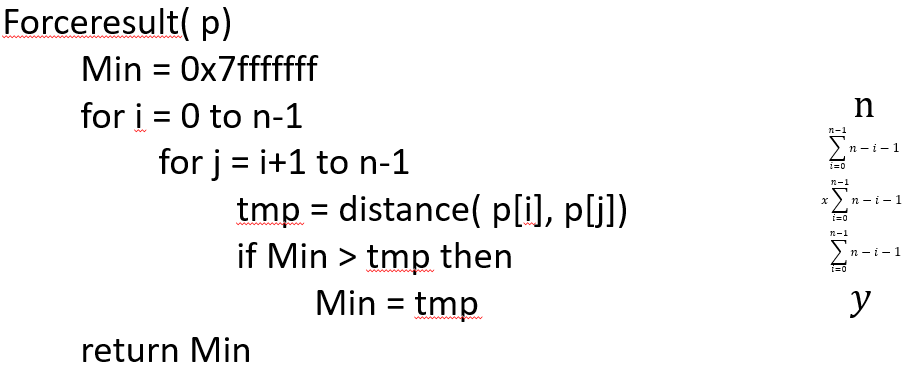 Forceresult( p)
Min = 0x7fffffff
for i = 0 to n-1 n
for j = i+1 to n-1 \sum_{i=0}^{n-1} n - i - 1
tmp = distance( p[i], p[j]) x \sum_{i=0}^{n-1} n - i - 1
if Min > tmp then \sum_{i=0}^{n-1} n - i - 1
Min = tmp y
return Min